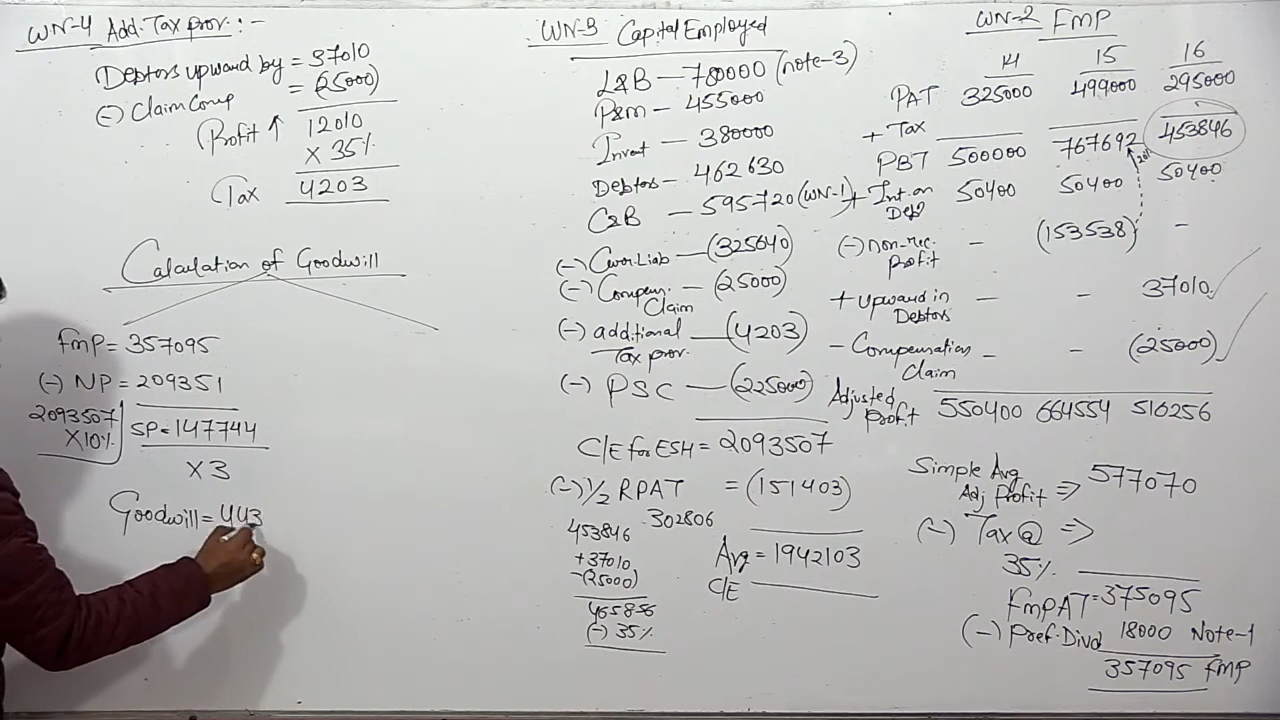 WN-4 Add. Tax prov. :-
Debtors upward by = 37010
(-) Claim Comp = (25000)
Profit ↑ 12010
X 35%
Tax 4203
Calculation of Goodwill
FMP = 357095
(-) NP = 209351
2093507
X10%
SP = 147744
X 3
Goodwill = 443
WN-3 Capital Employed
L&B — 780000 (note-3)
P&M — 455000
Invent — 380000
Debtors — 462630
C&B — 595720 (WN-1)
(-) Curr. Liab — (325640)
(-) Compen. Claim — (25000)
(-) additional Tax prov. — (4203)
(-) PSC — (225000)
C/E for ESH = 2093507
(-) 1/2 RPAT = (151403)
302806
Avg = 1942103
C/E
453846
+37010
-(25000)
465856
(-) 35%
WN-2 FMP
14 15 16
PAT 325000 499000 295000
+ Tax
PBT 500000 767692 453846
+ Int. on Deb? 50400 50400 50400
(-) non-rec. Profit - (153538) -
+ Upward in Debtors - - 37010
- Compensation Claim - - (25000)
Adjusted Profit 550400 664554 516256
Simple Avg Adj Profit ⇒ 577070
(-) Tax @ 35% ⇒
FMPAT = 375095
(-) Pref. Divd 18000 Note-1
357095 FMP